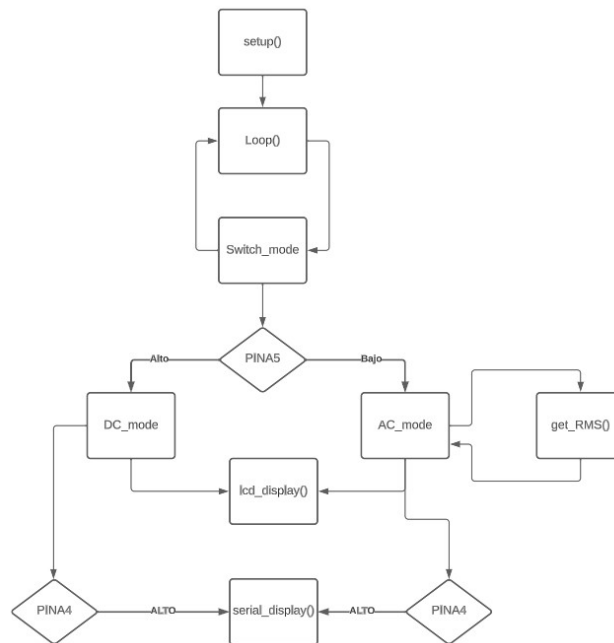 setup()
Loop()
Switch_mode
Alto
PINA5
Bajo
DC_mode
AC_mode
get_RMS()
lcd_display()
PINA4
ALTO
serial_display()
ALTO
PINA4